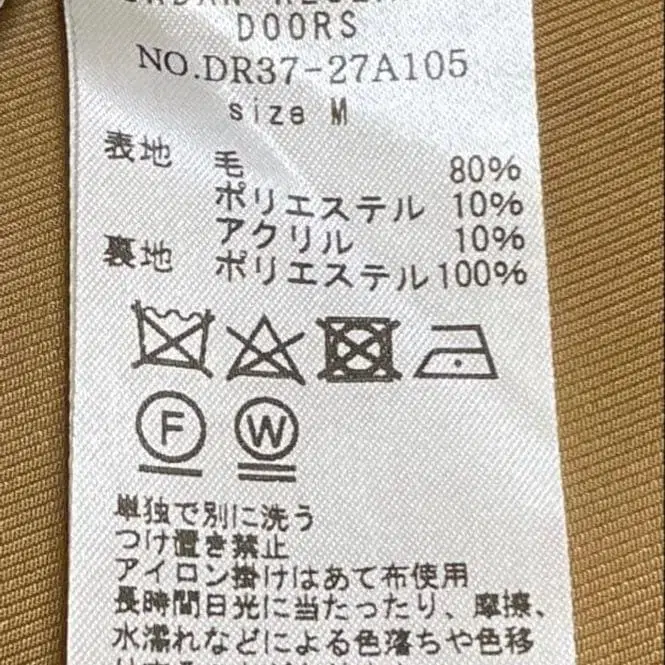 DOORS
NO.DR37-27A105
size M
表地 毛 80%
ポリエステル 10%
アクリル 10%
裏地 ポリエステル 100%
F W
単独で別に洗う
つけ置き禁止
アイロン掛けはあて布使用
長時間日光に当たったり、摩擦、
水濡れなどによる色落ちや色移